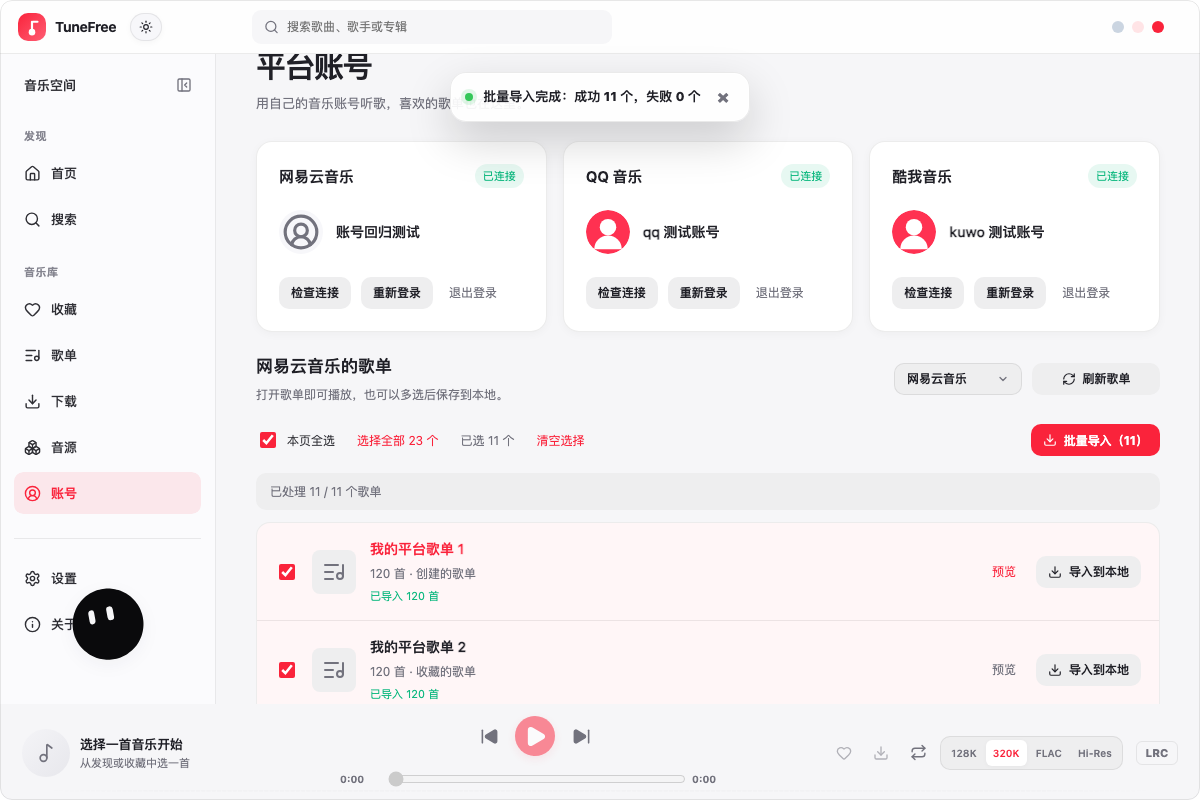 TuneFree
搜索歌曲、歌手或专辑
音乐空间
发现
首页
搜索
音乐库
收藏
歌单
下载
音源
账号
设置
关于
平台账号
用自己的音乐账号听歌，喜欢的歌
批量导入完成：成功 11 个，失败 0 个
网易云音乐
已连接
账号回归测试
检查连接
重新登录
退出登录
QQ 音乐
已连接
qq 测试账号
检查连接
重新登录
退出登录
酷我音乐
已连接
kuwo 测试账号
检查连接
重新登录
退出登录
网易云音乐的歌单
打开歌单即可播放，也可以多选后保存到本地。
网易云音乐
刷新歌单
本页全选
选择全部 23 个
已选 11 个
清空选择
批量导入（11）
已处理 11 / 11 个歌单
我的平台歌单 1
120 首 · 创建的歌单
已导入 120 首
预览
导入到本地
我的平台歌单 2
120 首 · 收藏的歌单
已导入 120 首
预览
导入到本地
选择一首音乐开始
从发现或收藏中选一首
0:00
0:00
128K
320K
FLAC
Hi-Res
LRC